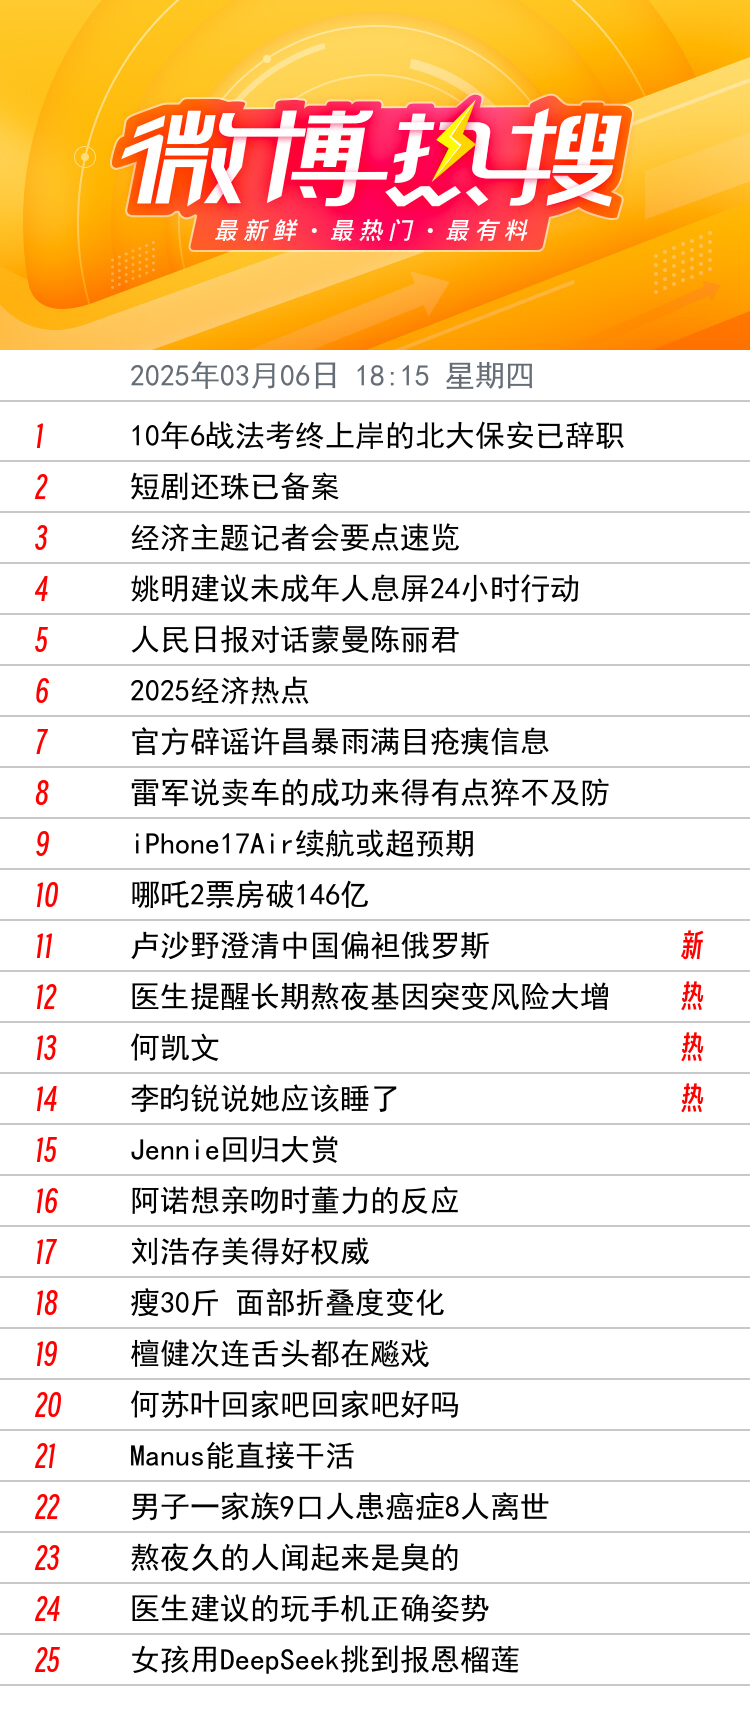 微博热搜
最新鲜·最热门·最有料
2025年03月06日 18:15 星期四
1 10年6战法考终上岸的北大保安已辞职
2 短剧还珠已备案
3 经济主题记者会要点速览
4 姚明建议未成年人息屏24小时行动
5 人民日报对话蒙曼陈丽君
6 2025经济热点
7 官方辟谣许昌暴雨满目疮痍信息
8 雷军说卖车的成功来得有点猝不及防
9 iPhone17Air续航或超预期
10 哪吒2票房破146亿
11 卢沙野澄清中国偏袒俄罗斯 新
12 医生提醒长期熬夜基因突变风险大增 热
13 何凯文 热
14 李昀锐说她应该睡了 热
15 Jennie回归大赏
16 阿诺想亲吻时董力的反应
17 刘浩存美得好权威
18 瘦30斤 面部折叠度变化
19 檀健次连舌头都在飚戏
20 何苏叶回家吧回家吧好吗
21 Manus能直接干活
22 男子一家族9口人患癌症8人离世
23 熬夜久的人闻起来是臭的
24 医生建议的玩手机正确姿势
25 女孩用DeepSeek挑到报恩榴莲